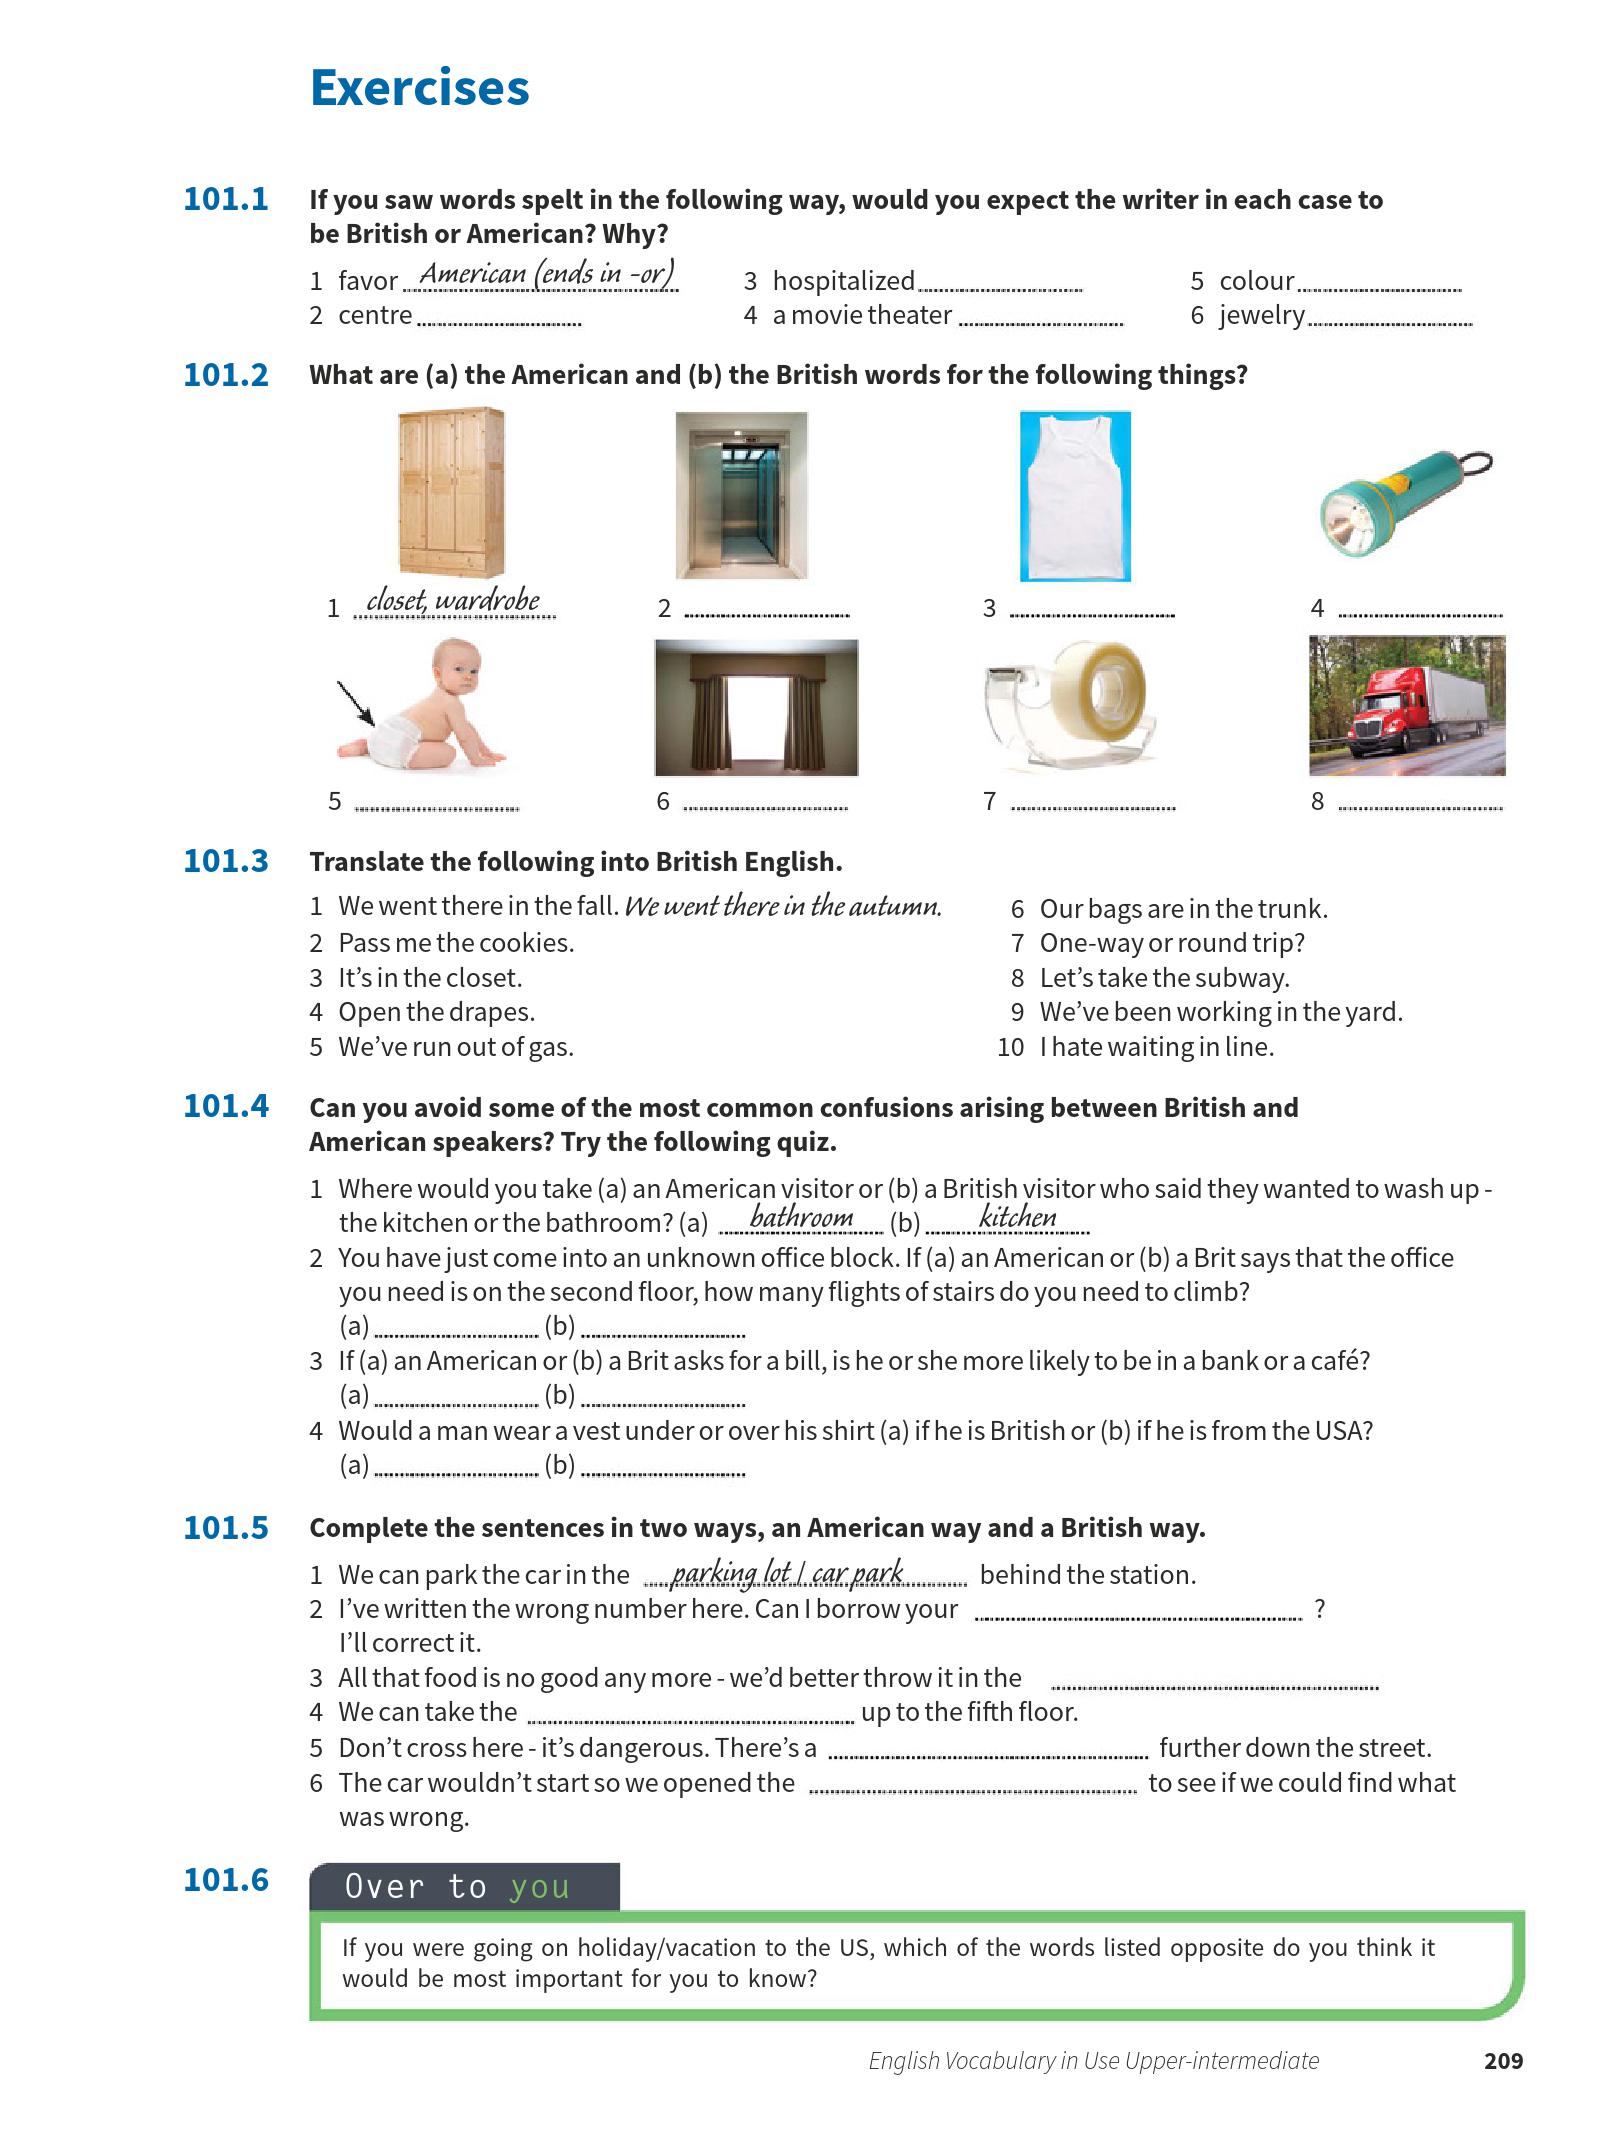 Exercises
101.1 If you saw words spelt in the following way, would you expect the writer in each case to
be British or American? Why?
1 favor American (ends in -or) 3 hospitalized 5 colour
2 centre 4 a movie theater 6 jewelry
101.2 What are (a) the American and (b) the British words for the following things?
1 closet, wardrobe 2 3 4
5 6 7 8
101.3 Translate the following into British English.
1 We went there in the fall. We went there in the autumn.
2 Pass me the cookies.
3 It's in the closet.
4 Open the drapes.
5 We've run out of gas.
6 Our bags are in the trunk.
7 One-way or round trip?
8 Let's take the subway.
9 We've been working in the yard.
10 I hate waiting in line.
101.4 Can you avoid some of the most common confusions arising between British and
American speakers? Try the following quiz.
1 Where would you take (a) an American visitor or (b) a British visitor who said they wanted to wash up -
the kitchen or the bathroom? (a) bathroom (b) kitchen
2 You have just come into an unknown office block. If (a) an American or (b) a Brit says that the office
you need is on the second floor, how many flights of stairs do you need to climb?
(a) (b)
3 If (a) an American or (b) a Brit asks for a bill, is he or she more likely to be in a bank or a café?
(a) (b)
4 Would a man wear a vest under or over his shirt (a) if he is British or (b) if he is from the USA?
(a) (b)
101.5 Complete the sentences in two ways, an American way and a British way.
1 We can park the car in the parking lot / car park behind the station.
2 I've written the wrong number here. Can I borrow your ?
I'll correct it.
3 All that food is no good any more - we'd better throw it in the
4 We can take the up to the fifth floor.
5 Don't cross here - it's dangerous. There's a further down the street.
6 The car wouldn't start so we opened the to see if we could find what
was wrong.
101.6 Over to you
If you were going on holiday/vacation to the US, which of the words listed opposite do you think it
would be most important for you to know?
English Vocabulary in Use Upper-intermediate 209